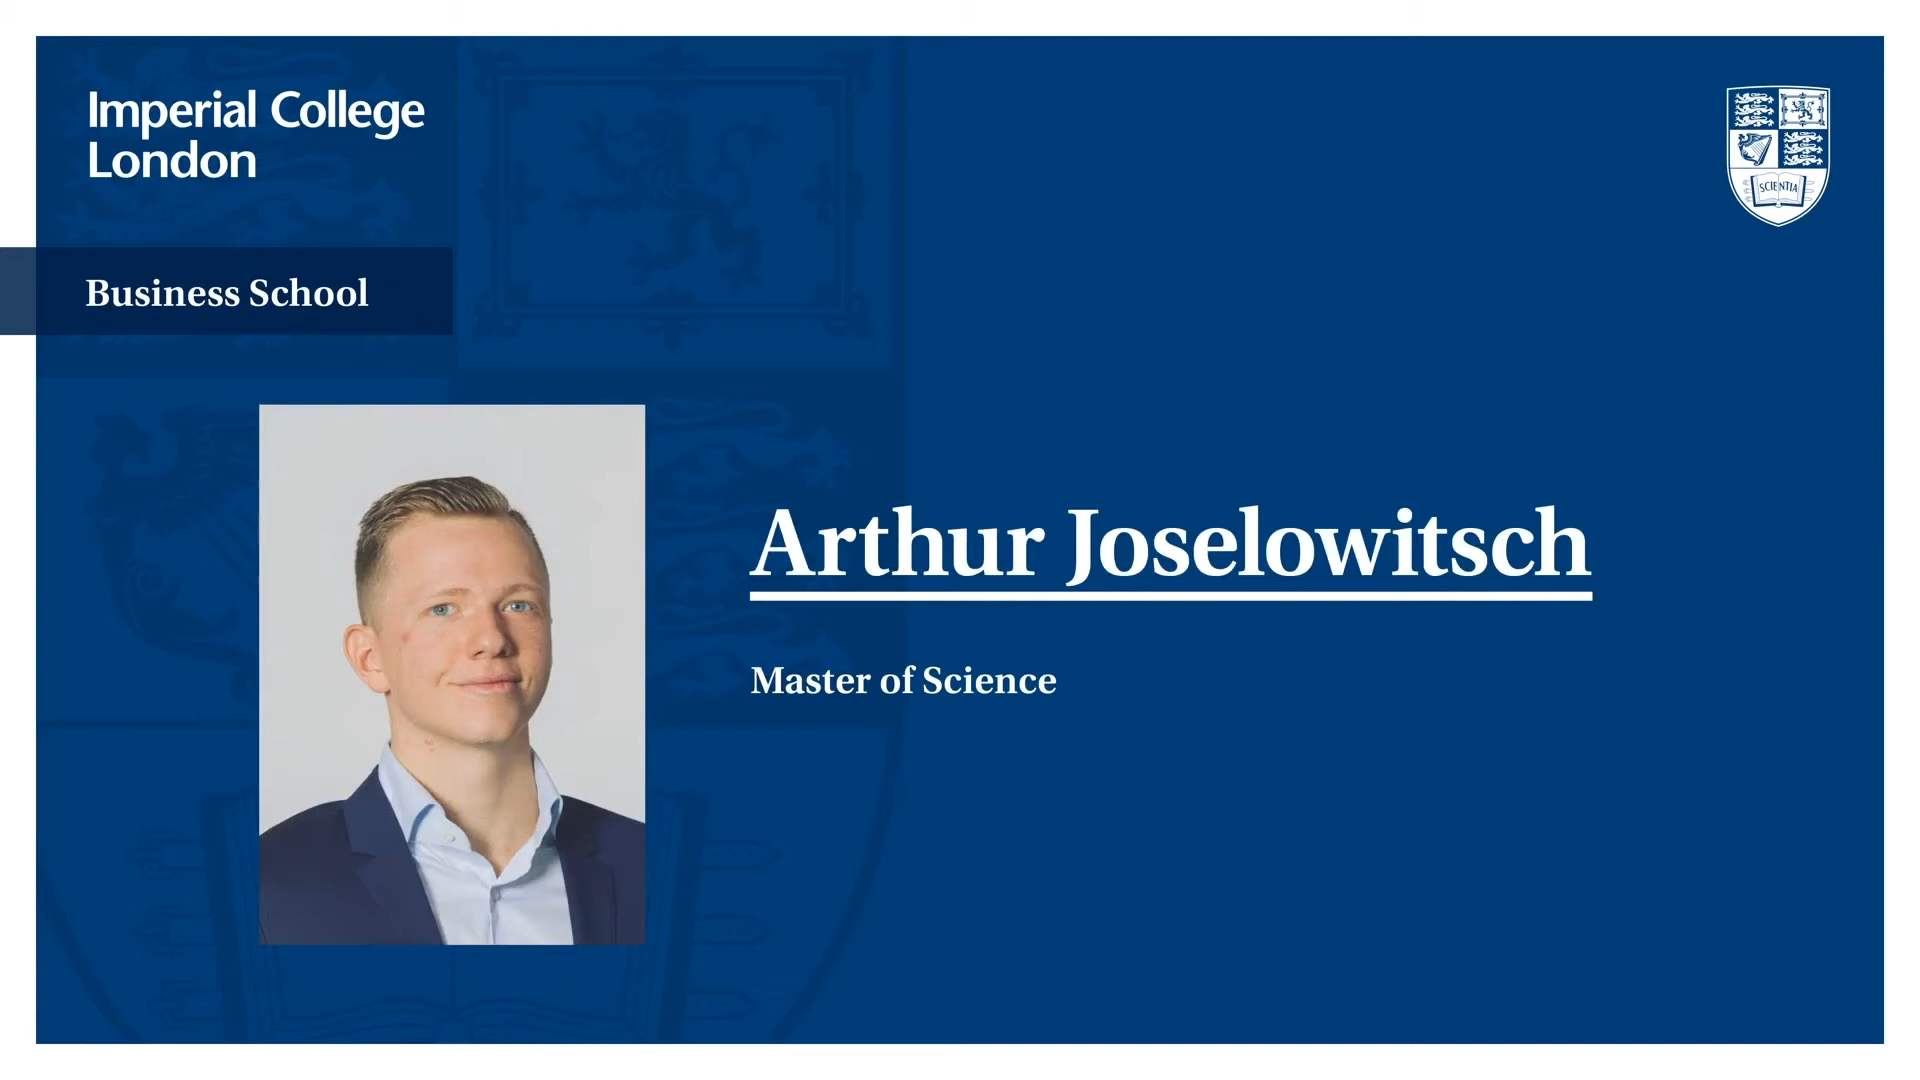 Imperial College
London
SCIENTIA
Business School
Arthur Joselowitsch
Master of Science